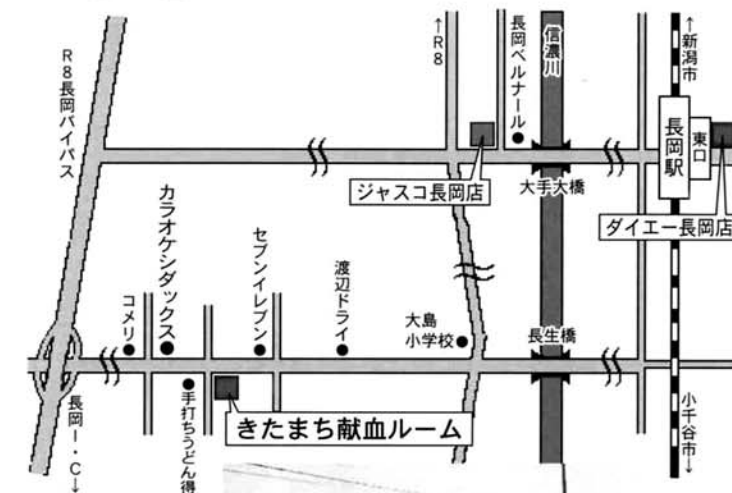 R8長岡バイパス
↑R8
長岡ベルナール
信濃川
↑新潟市
長岡駅
東口
ジャスコ長岡店
大手大橋
ダイエー長岡店
コメリ
カラオケシダックス
セブンイレブン
渡辺ドライ
大島
小学校
長生橋
長岡I・C↓
手打ちうどん得
きたまち献血ルーム
小千谷市↓